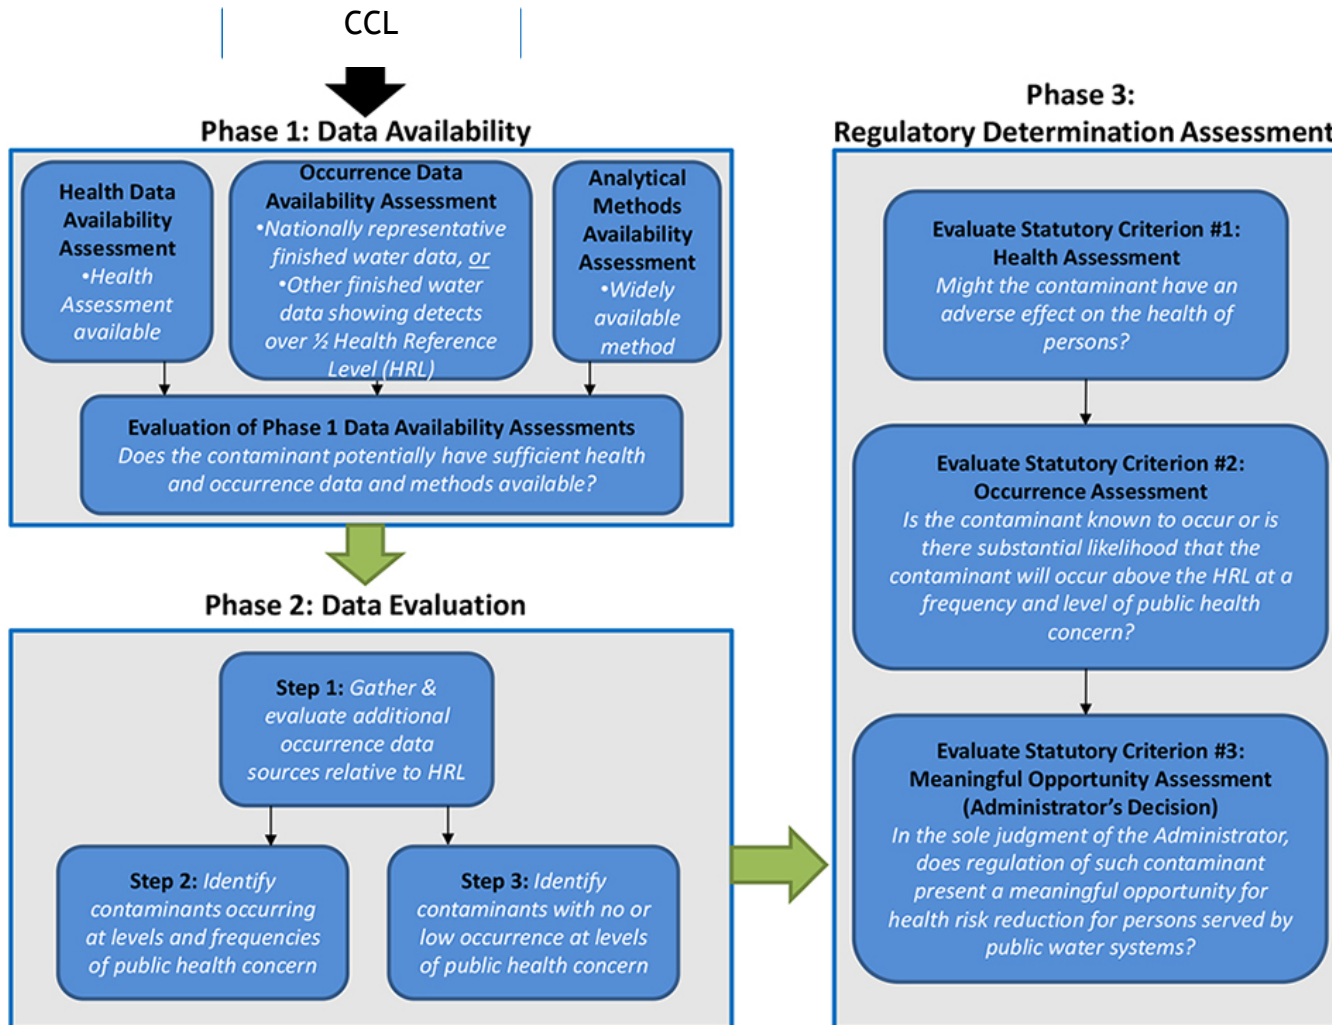 CCL
Phase 1: Data Availability
Health Data
Availability
Assessment
•Health
Assessment
available
Occurrence Data
Availability Assessment
•Nationally representative
finished water data, or
•Other finished water
data showing detects
over ½ Health Reference
Level (HRL)
Analytical
Methods
Availability
Assessment
•Widely
available
method
Evaluation of Phase 1 Data Availability Assessments
Does the contaminant potentially have sufficient health
and occurrence data and methods available?
Phase 2: Data Evaluation
Step 1: Gather &
evaluate additional
occurrence data
sources relative to HRL
Step 2: Identify
contaminants occurring
at levels and frequencies
of public health concern
Step 3: Identify
contaminants with no or
low occurrence at levels
of public health concern
Phase 3:
Regulatory Determination Assessment
Evaluate Statutory Criterion #1:
Health Assessment
Might the contaminant have an
adverse effect on the health of
persons?
Evaluate Statutory Criterion #2:
Occurrence Assessment
Is the contaminant known to occur or is
there substantial likelihood that the
contaminant will occur above the HRL at a
frequency and level of public health
concern?
Evaluate Statutory Criterion #3:
Meaningful Opportunity Assessment
(Administrator's Decision)
In the sole judgment of the Administrator,
does regulation of such contaminant
present a meaningful opportunity for
health risk reduction for persons served by
public water systems?